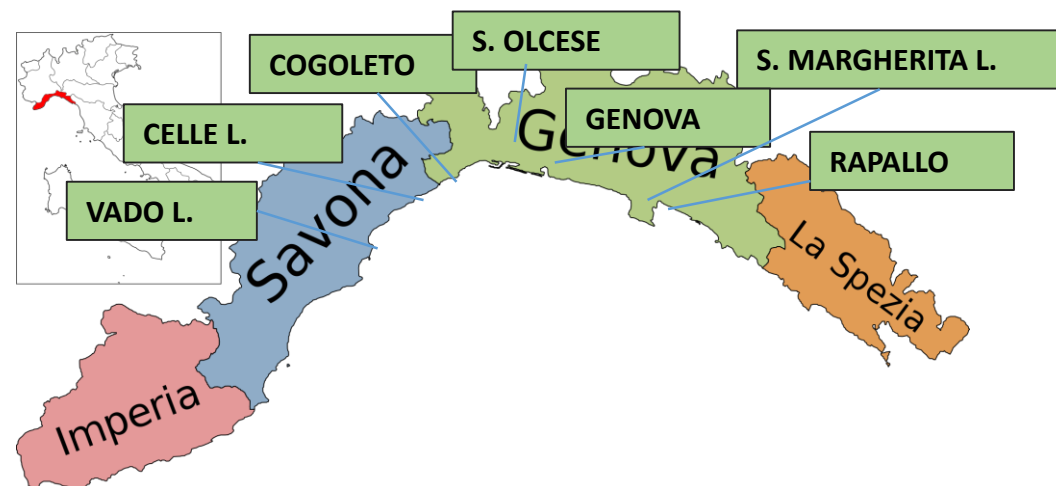 S. OLCESE
COGOLETO
S. MARGHERITA L.
CELLE L.
GENOVA
Genova
RAPALLO
VADO L.
Savona
La Spezia
Imperia